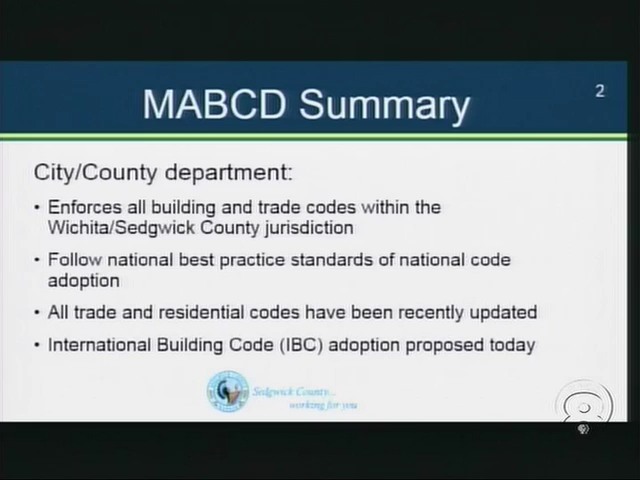 MABCD Summary
2
City/County department:
• Enforces all building and trade codes within the
Wichita/Sedgwick County jurisdiction
• Follow national best practice standards of national code
adoption
• All trade and residential codes have been recently updated
• International Building Code (IBC) adoption proposed today
Sedgwick County...
working for you
8